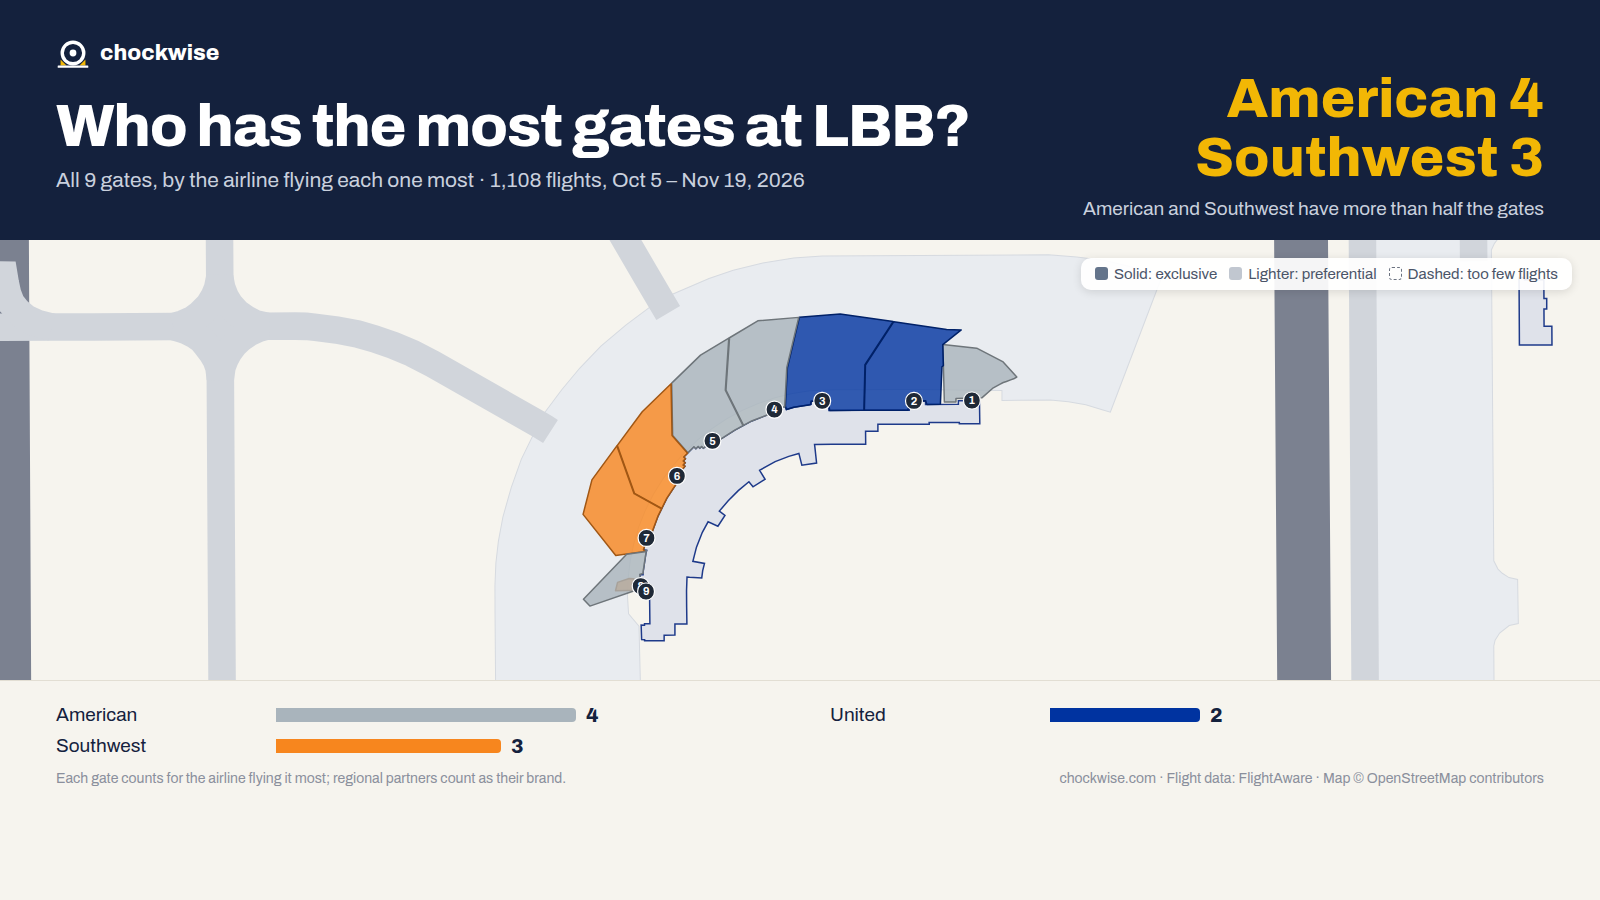 chockwise
Who has the most gates at LBB?
All 9 gates, by the airline flying each one most · 1,108 flights, Oct 5 – Nov 19, 2026
American 4
Southwest 3
American and Southwest have more than half the gates
Solid: exclusive
Lighter: preferential
Dashed: too few flights
1
2
3
4
5
6
7
9
American 4
Southwest 3
United 2
Each gate counts for the airline flying it most; regional partners count as their brand.
chockwise.com · Flight data: FlightAware · Map © OpenStreetMap contributors